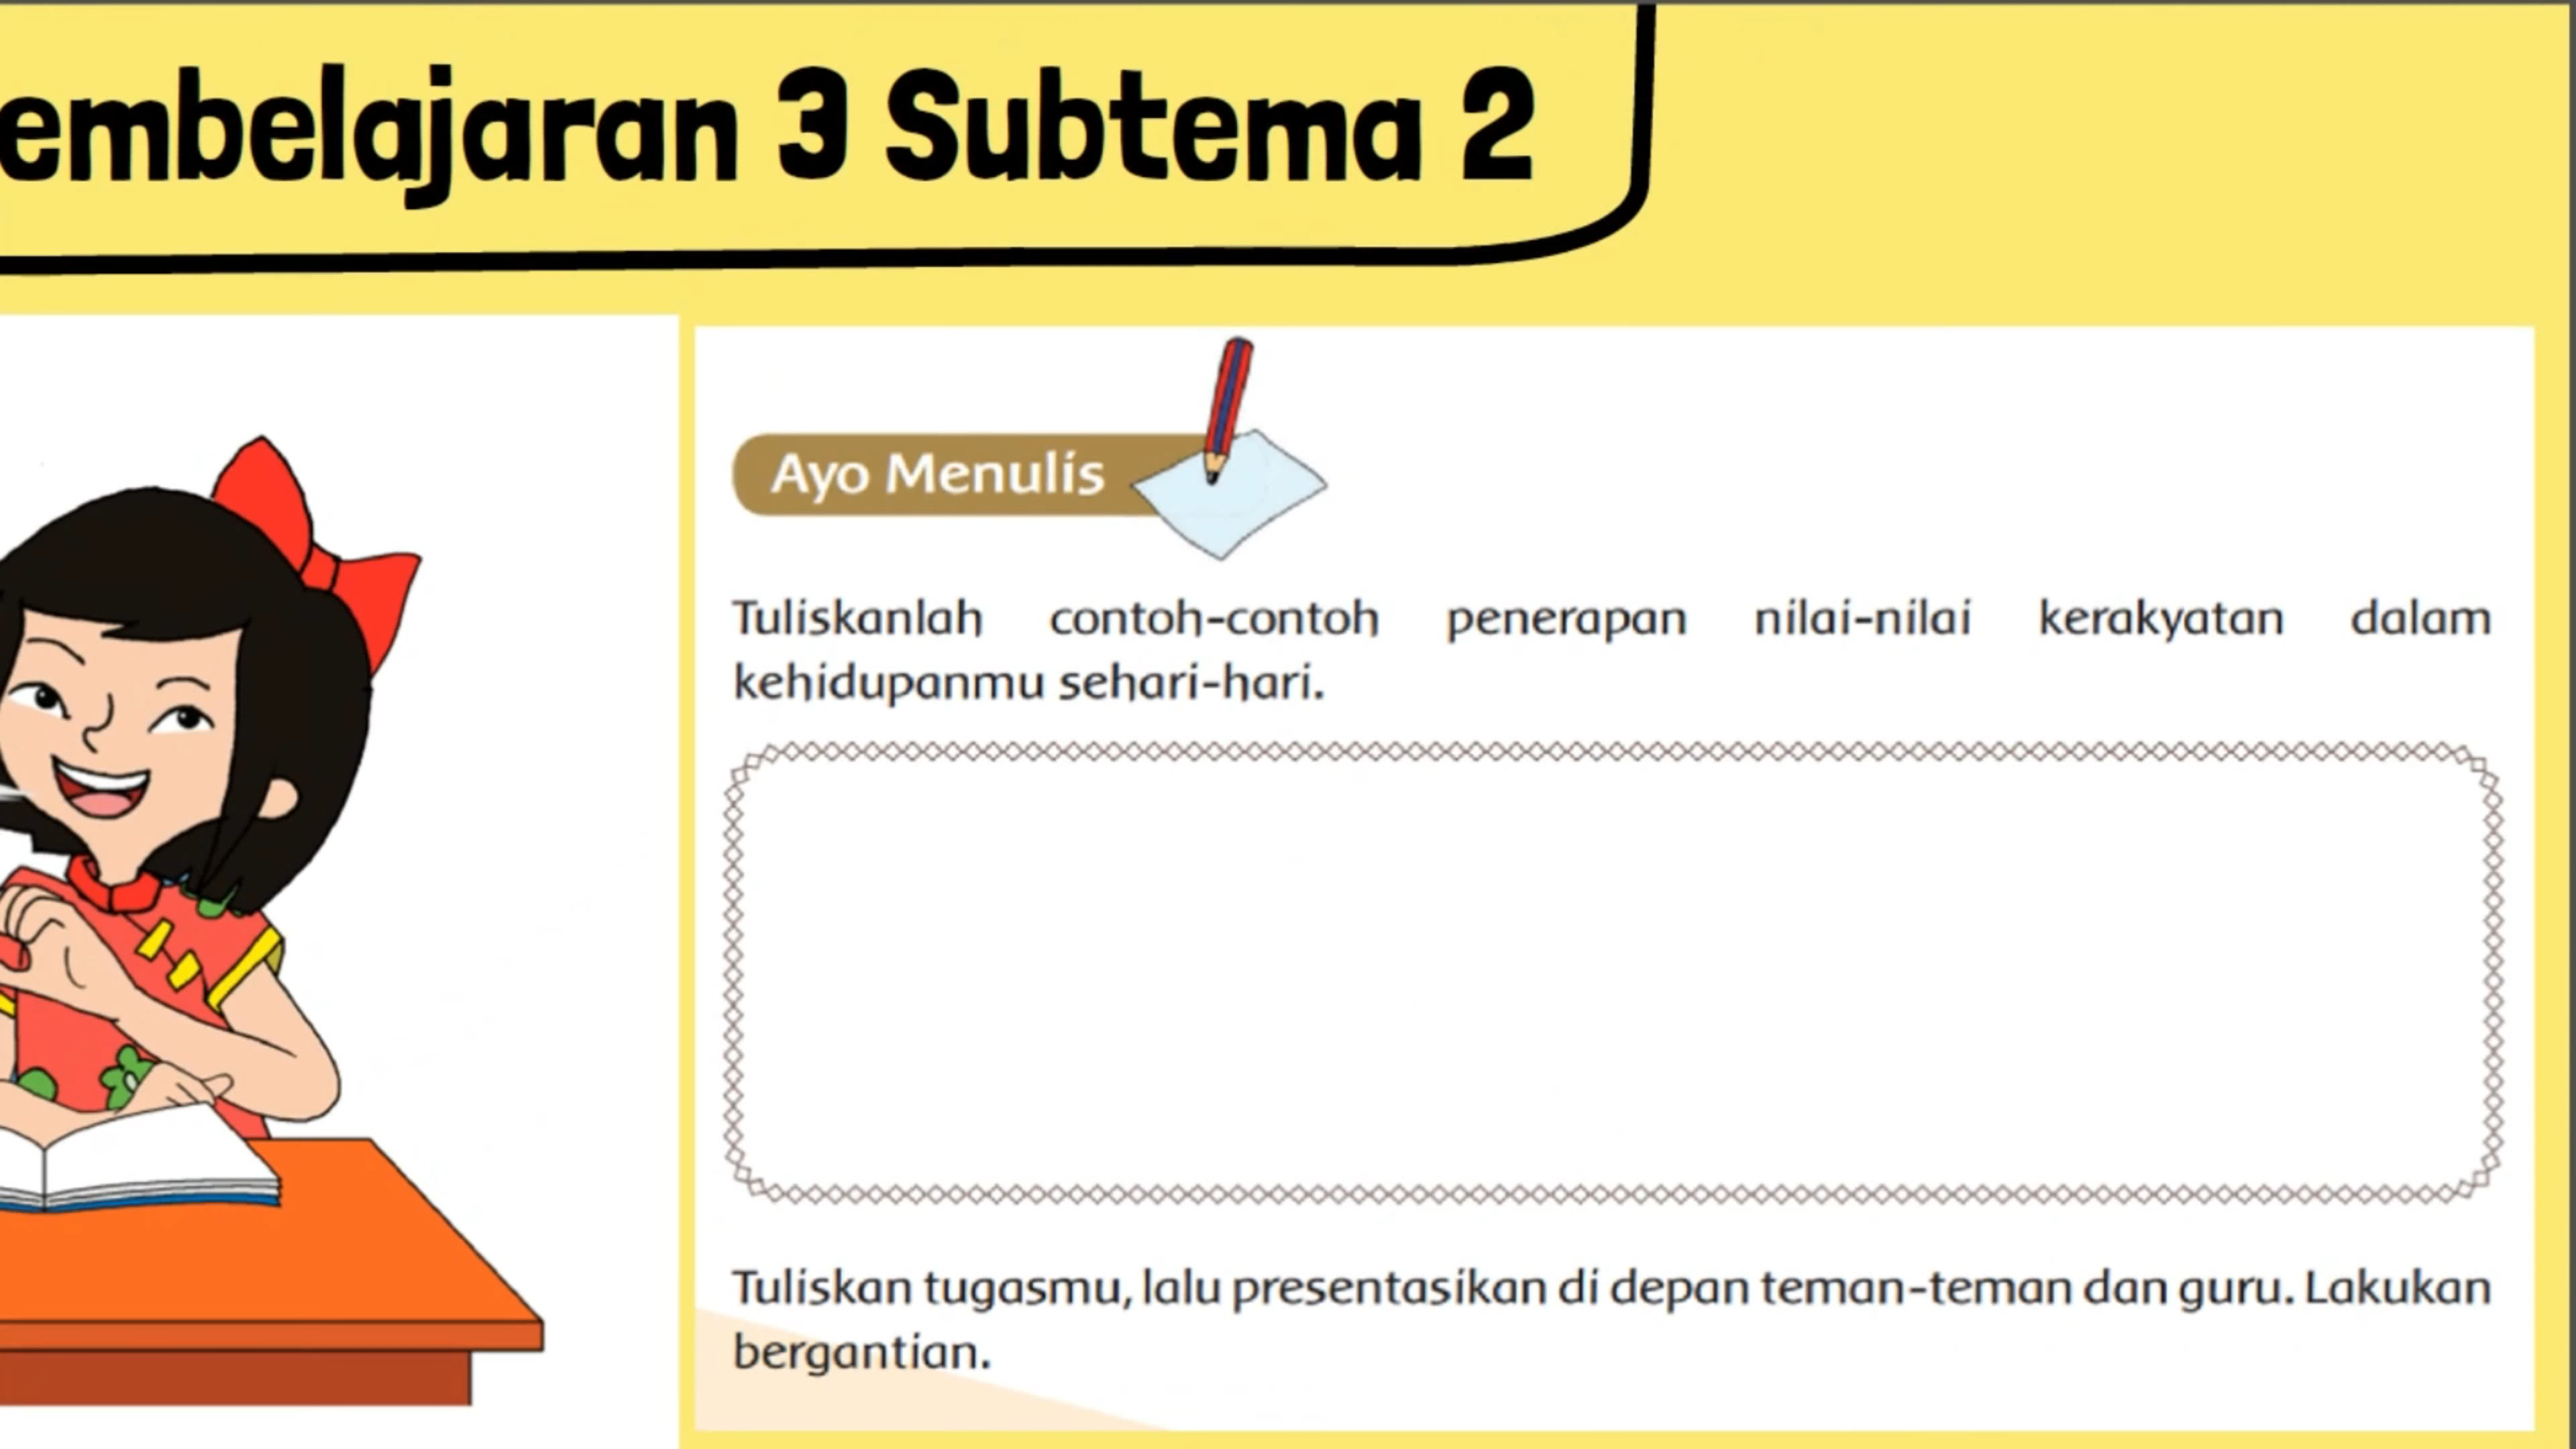 embelajaran 3 Subtema 2
Ayo Menulis
Tuliskanlah contoh-contoh penerapan nilai-nilai kerakyatan dalam
kehidupanmu sehari-hari.
Tuliskan tugasmu, lalu presentasikan di depan teman-teman dan guru. Lakukan
bergantian.